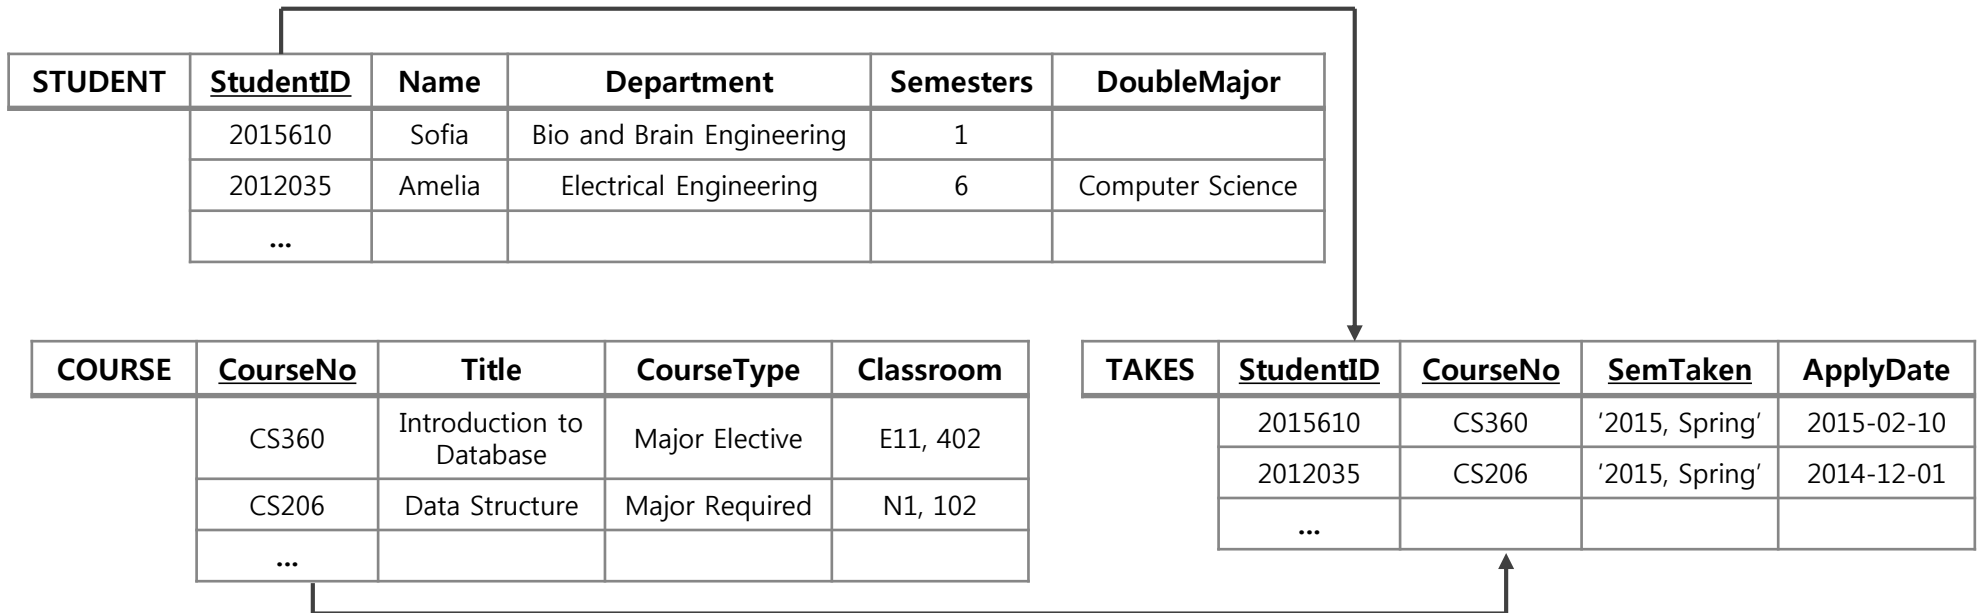 STUDENT StudentID Name Department Semesters DoubleMajor
2015610 Sofia Bio and Brain Engineering 1
2012035 Amelia Electrical Engineering 6 Computer Science
...
COURSE CourseNo Title CourseType Classroom
CS360 Introduction to Database Major Elective E11, 402
CS206 Data Structure Major Required N1, 102
...
TAKES StudentID CourseNo SemTaken ApplyDate
2015610 CS360 ‘2015, Spring’ 2015-02-10
2012035 CS206 ‘2015, Spring’ 2014-12-01
...